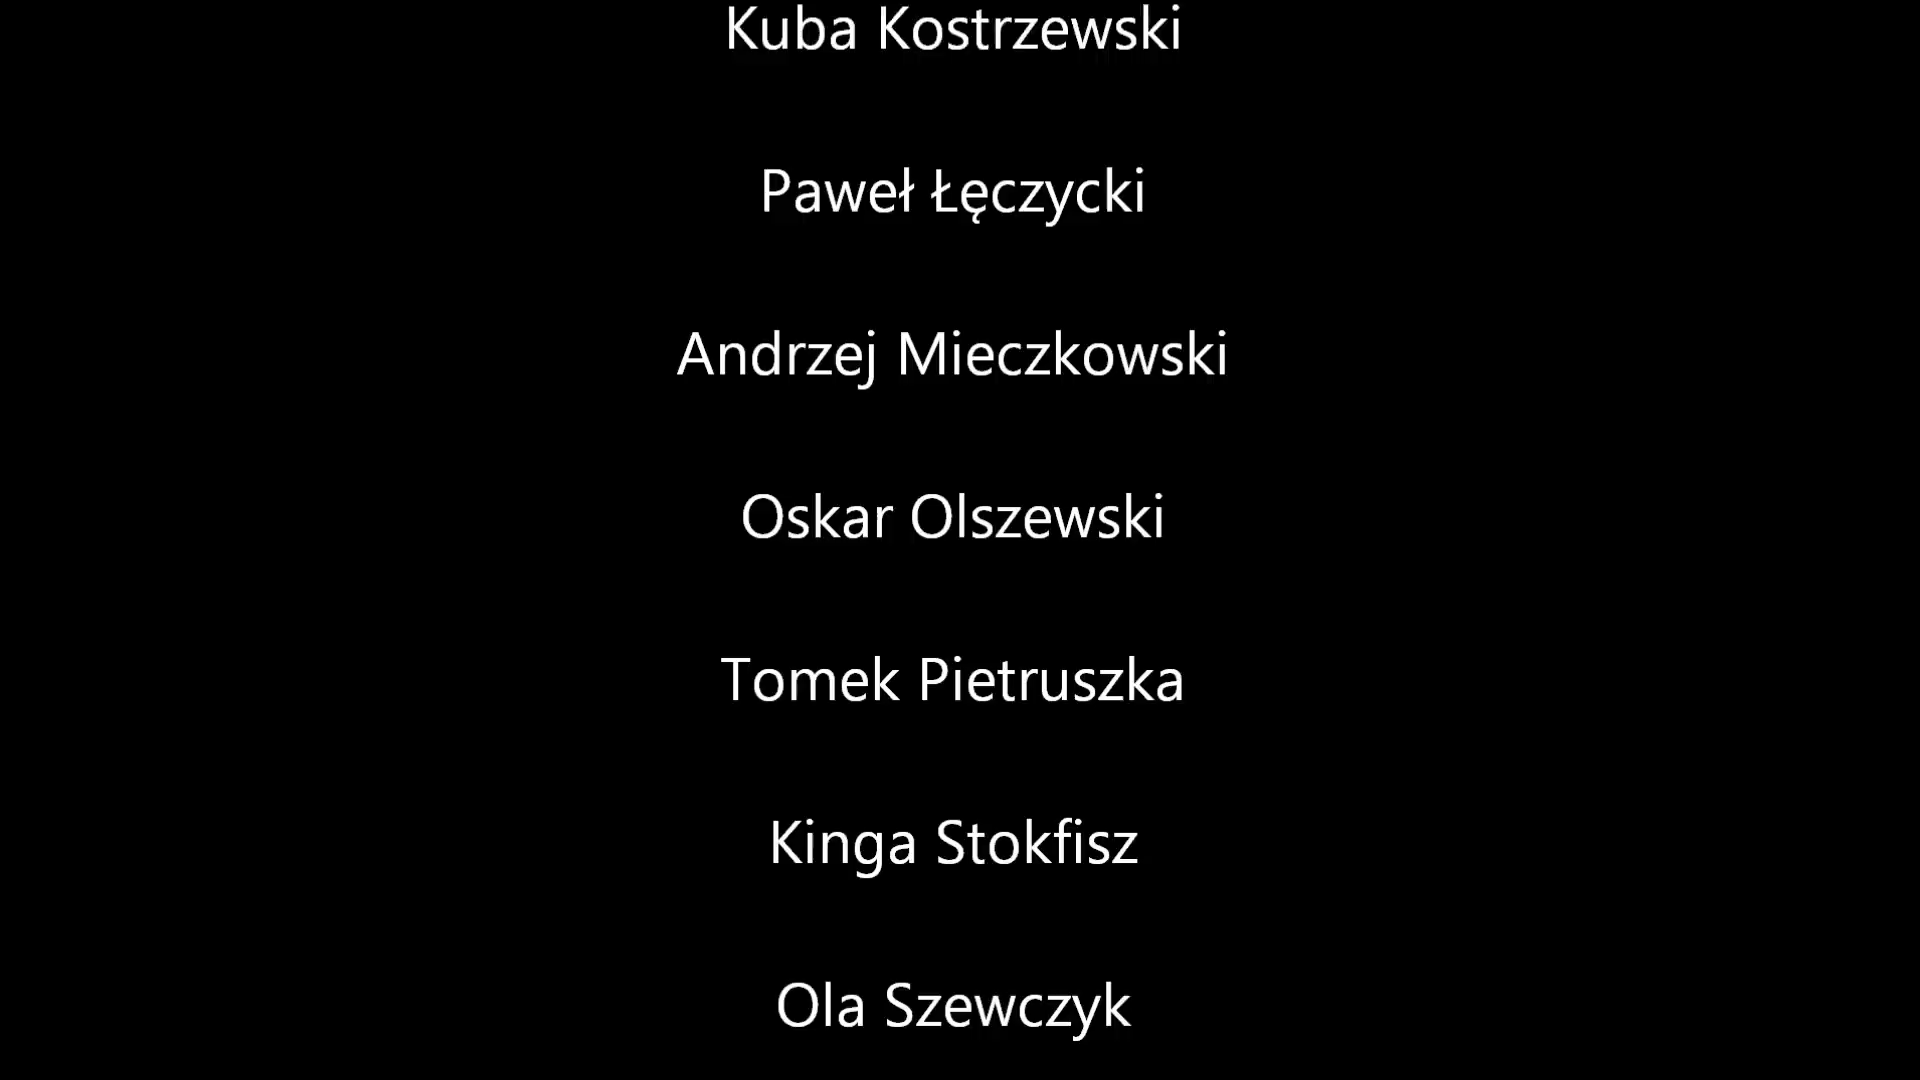 Kuba Kostrzewski
Paweł Łęczycki
Andrzej Mieczkowski
Oskar Olszewski
Tomek Pietruszka
Kinga Stokfisz
Ola Szewczyk